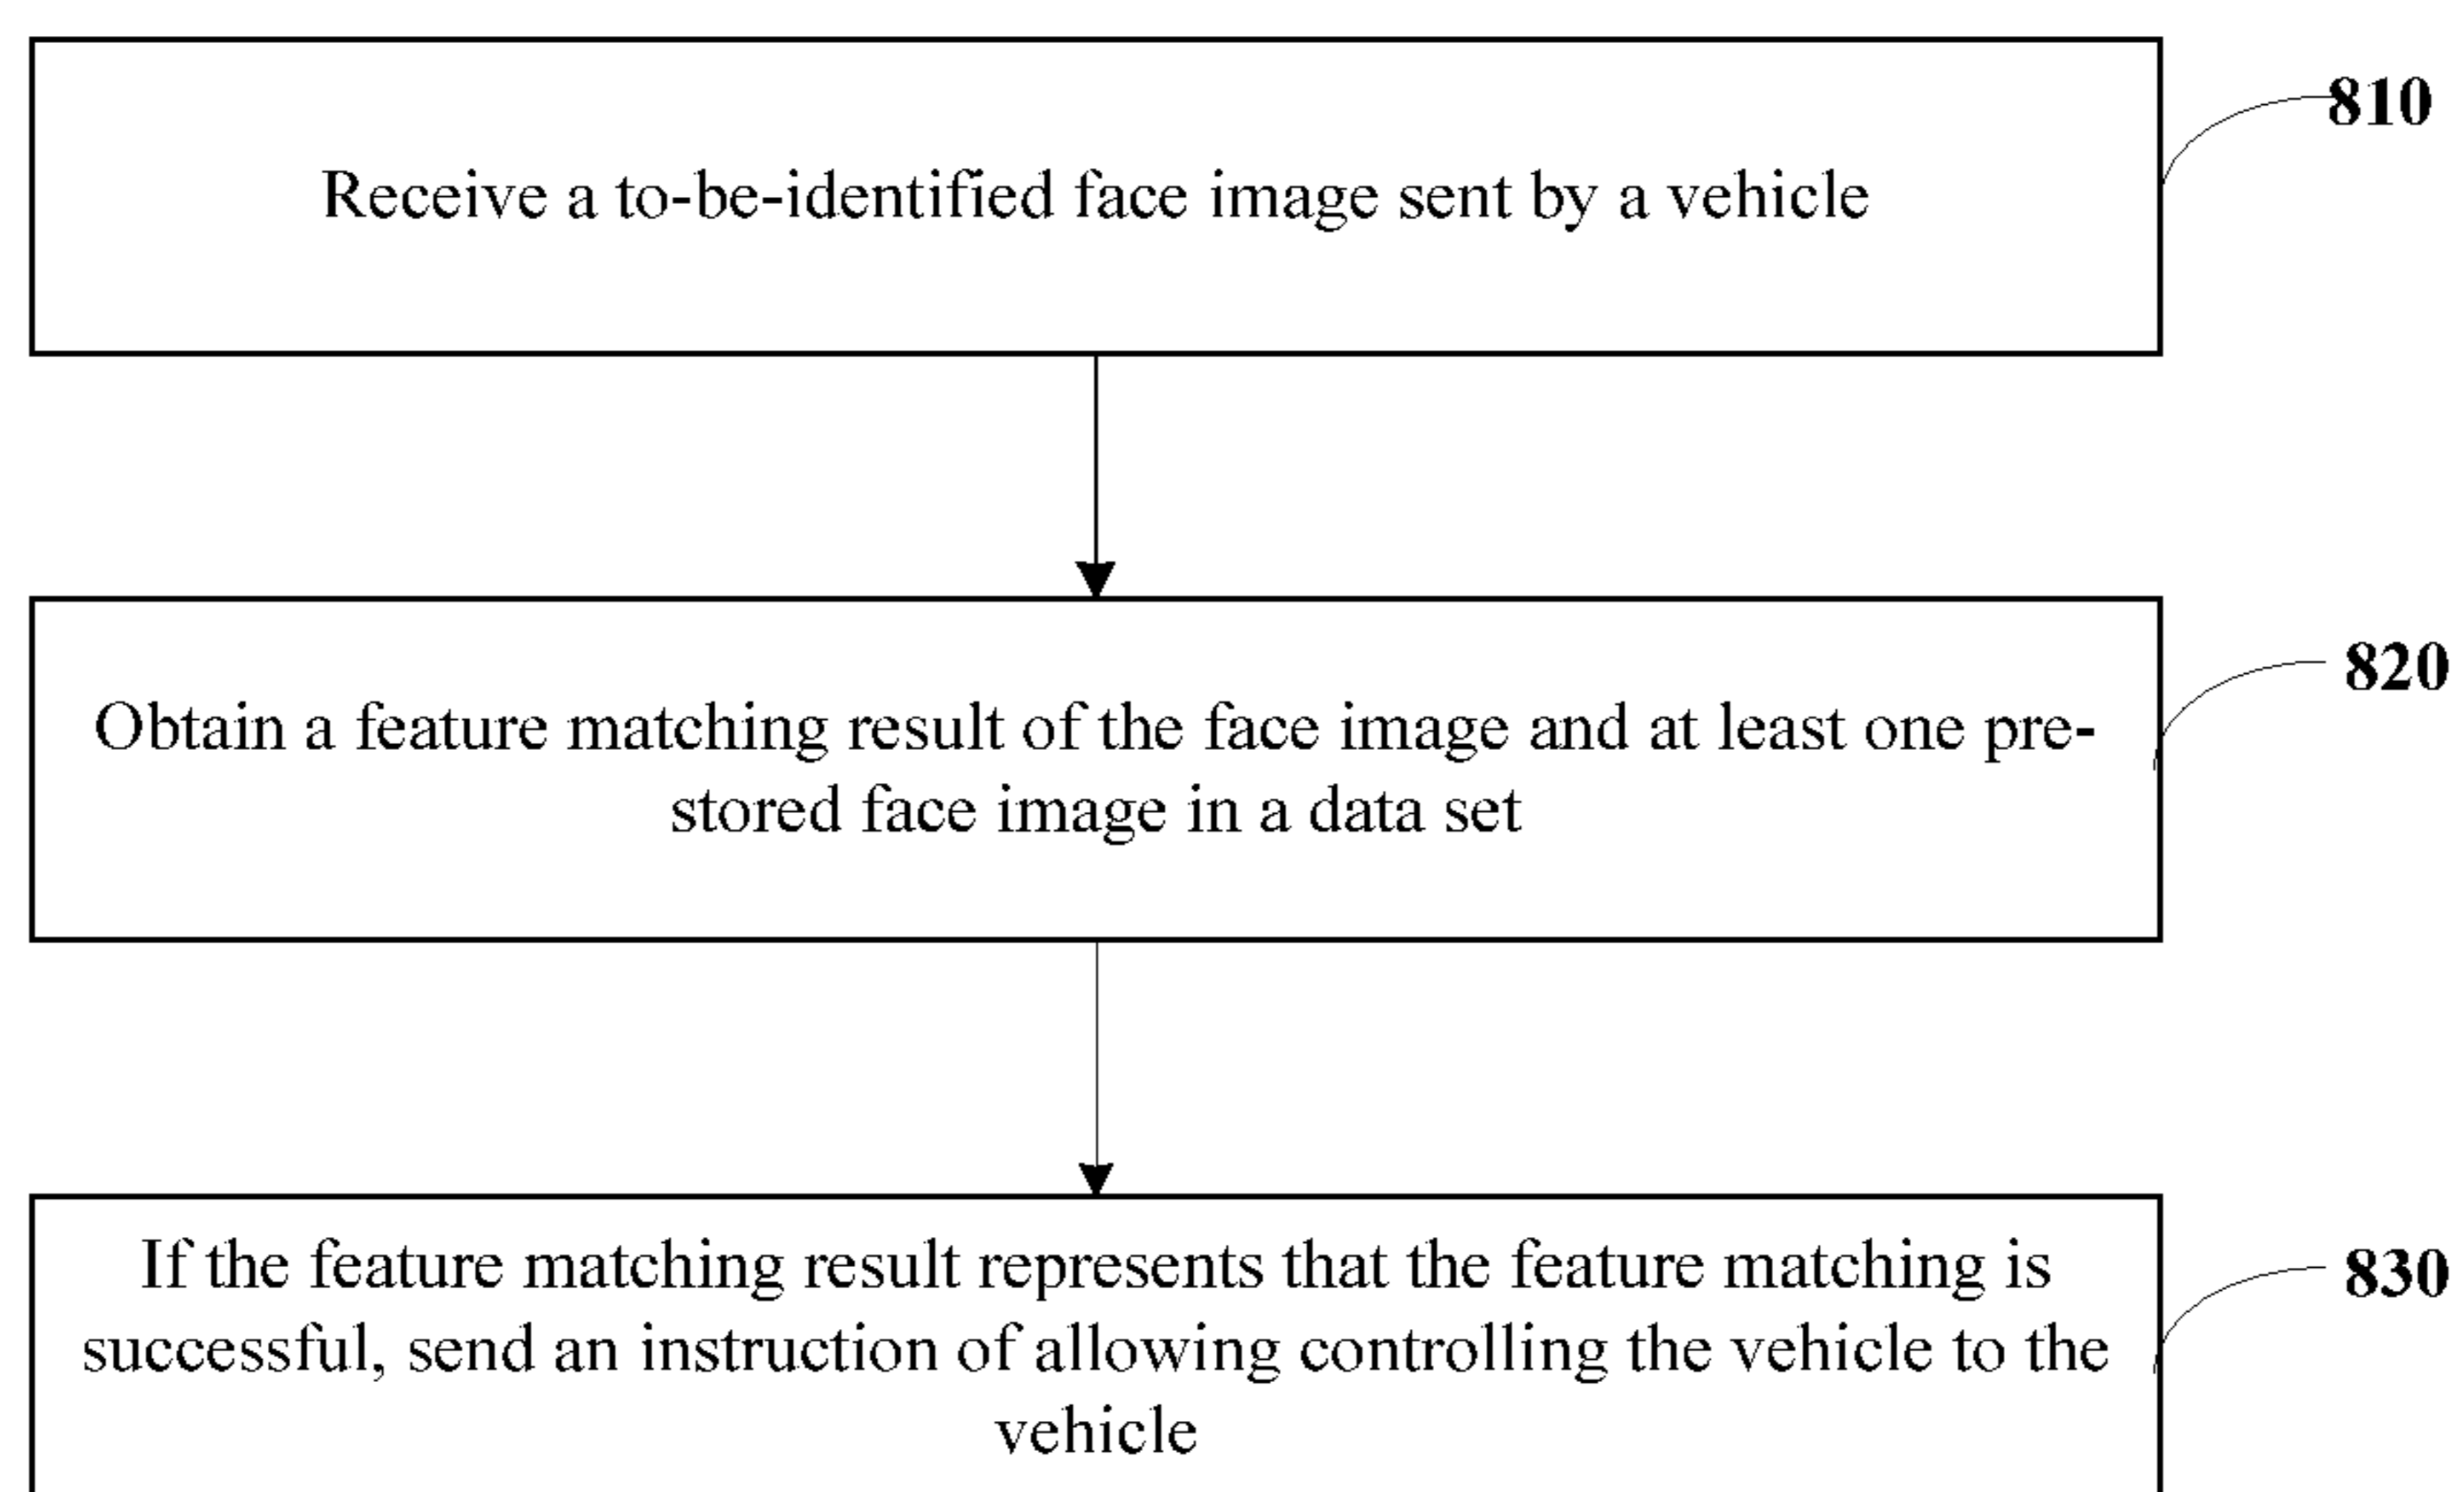 810
Receive a to-be-identified face image sent by a vehicle
820
Obtain a feature matching result of the face image and at least one pre-
stored face image in a data set
830
If the feature matching result represents that the feature matching is
successful, send an instruction of allowing controlling the vehicle to the
vehicle